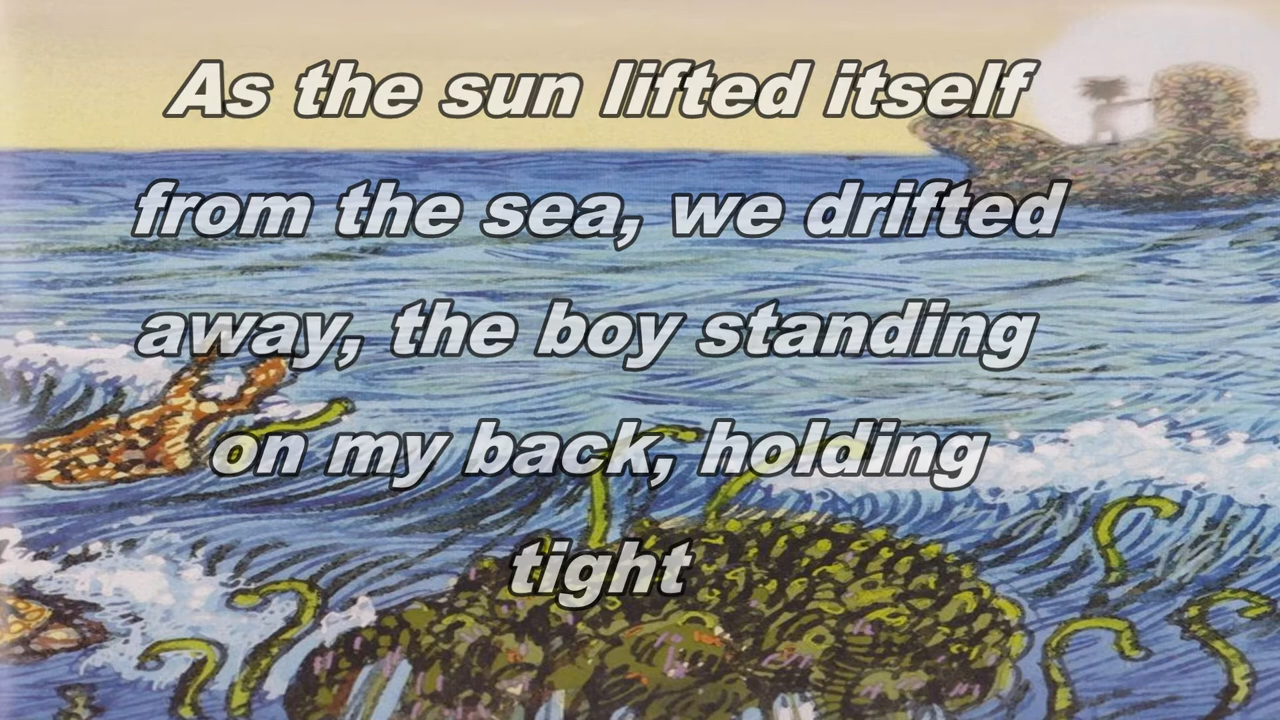 As the sun lifted itself
from the sea, we drifted
away, the boy standing
on my back, holding
tight